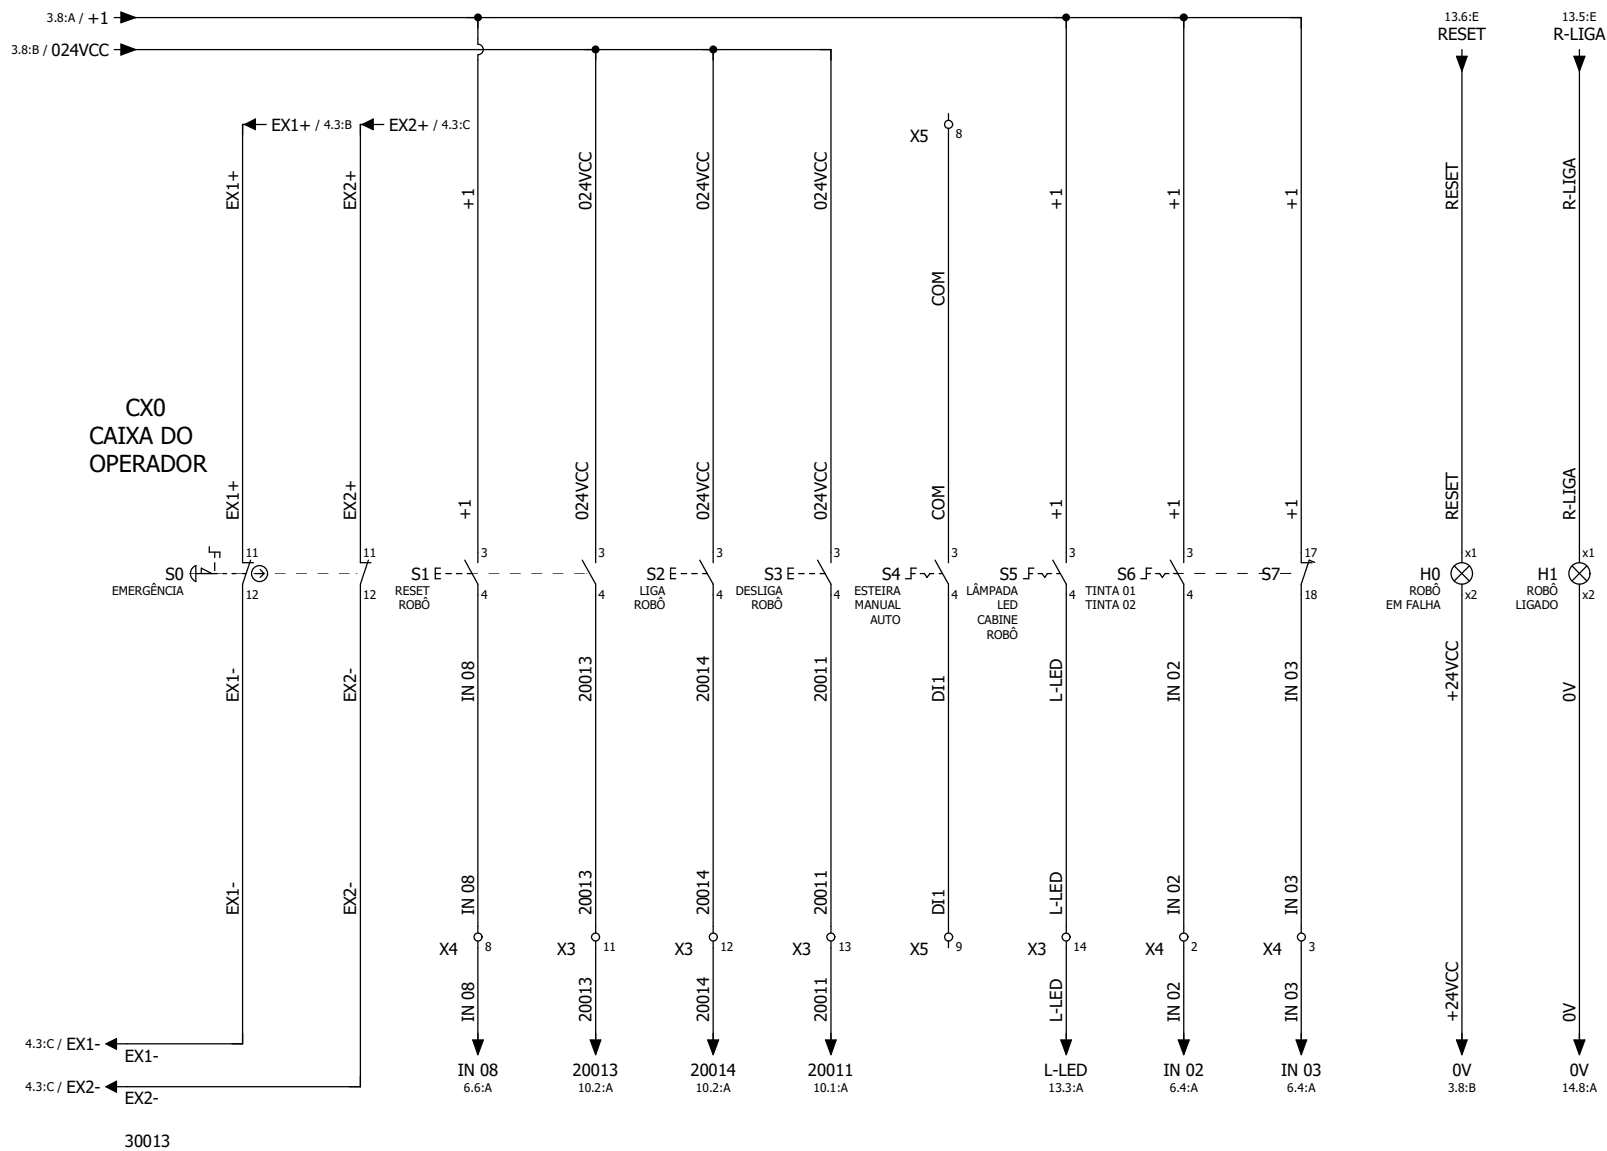 3.8:A / +1
13.6:E
RESET
13.5:E
R-LIGA
3.8:B / 024VCC
EX1+ / 4.3:B
EX2+ / 4.3:C
X5 8
EX1+
EX2+
+1
024VCC
024VCC
024VCC
+1
+1
+1
RESET
R-LIGA
COM
CX0
CAIXA DO
OPERADOR
EX1+
EX2+
+1
024VCC
024VCC
024VCC
COM
+1
+1
+1
RESET
R-LIGA
11
11
3
3
3
3
3
3
3
17
x1
x1
S0
EMERGÊNCIA
S1
RESET
ROBÔ
S2
LIGA
ROBÔ
S3
DESLIGA
ROBÔ
S4
ESTEIRA
MANUAL
AUTO
S5
LÂMPADA
LED
CABINE
ROBÔ
S6
TINTA 01
TINTA 02
S7
H0
ROBÔ
EM FALHA
H1
ROBÔ
LIGADO
12
12
4
4
4
4
4
4
4
18
x2
x2
EX1-
EX2-
IN 08
20013
20014
20011
DI1
L-LED
IN 02
IN 03
+24VCC
0V
EX1-
EX2-
IN 08
20013
20014
20011
DI1
L-LED
IN 02
IN 03
X4 8
X3 11
X3 12
X3 13
X5 9
X3 14
X4 2
X4 3
IN 08
20013
20014
20011
L-LED
IN 02
IN 03
+24VCC
0V
4.3:C / EX1-
EX1-
4.3:C / EX2-
EX2-
IN 08
6.6:A
20013
10.2:A
20014
10.2:A
20011
10.1:A
L-LED
13.3:A
IN 02
6.4:A
IN 03
6.4:A
0V
3.8:B
0V
14.8:A
30013